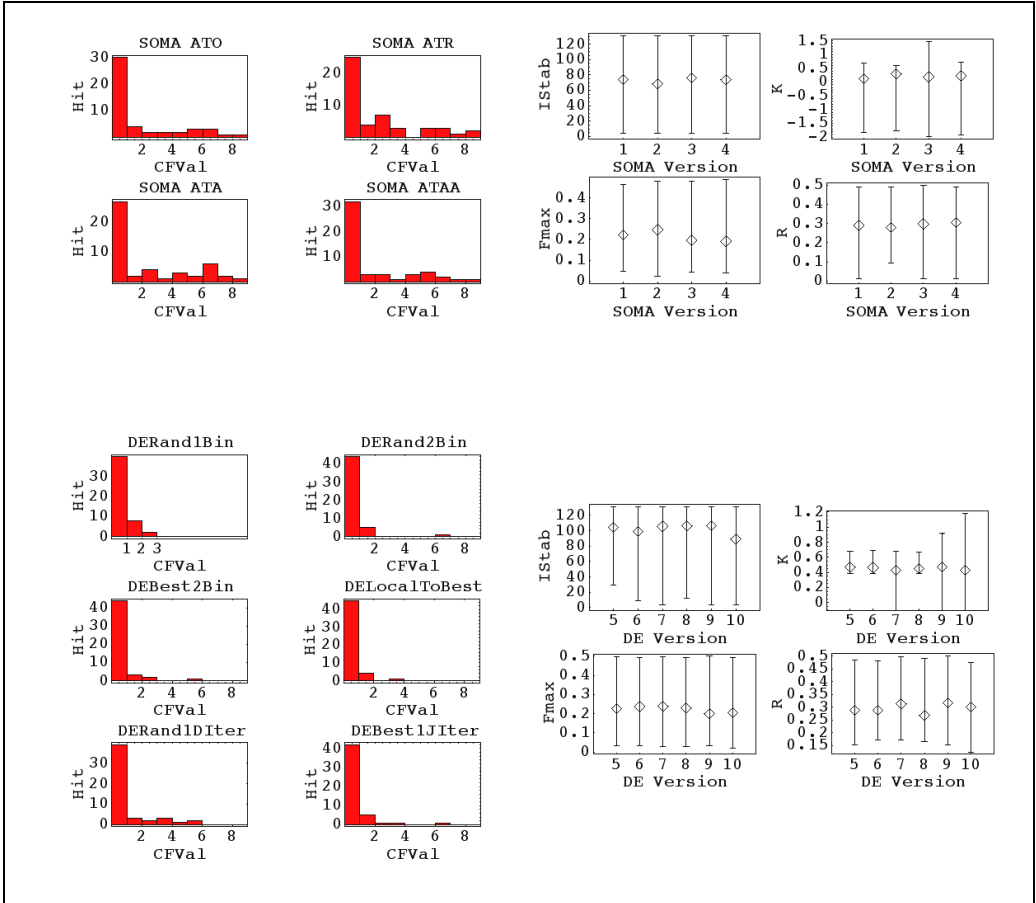 SOMA ATO
Hit
30
20
10
2 4 6 8
CFVal
SOMA ATR
Hit
20
10
2 4 6 8
CFVal
SOMA ATA
Hit
20
10
2 4 6 8
CFVal
SOMA ATAA
Hit
30
20
10
2 4 6 8
CFVal
IStab
120
100
80
60
40
20
0
1 2 3 4
SOMA Version
K
1.5
1
0.5
0
-0.5
-1
-1.5
-2
1 2 3 4
SOMA Version
Fmax
0.4
0.3
0.2
0.1
0
1 2 3 4
SOMA Version
R
0.5
0.4
0.3
0.2
0.1
0
1 2 3 4
SOMA Version
DERand1Bin
Hit
30
20
10
0
1 2 3
CFVal
DERand2Bin
Hit
40
30
20
10
0
2 4 6 8
CFVal
DEBest2Bin
Hit
40
30
20
10
0
2 4 6 8
CFVal
DELocalToBest
Hit
40
30
20
10
0
2 4 6 8
CFVal
DERand1DIter
Hit
30
20
10
0
2 4 6 8
CFVal
DEBest1JIter
Hit
40
30
20
10
0
2 4 6 8
CFVal
IStab
120
100
80
60
40
20
0
5 6 7 8 9 10
DE Version
K
1.2
1
0.8
0.6
0.4
0.2
0
5 6 7 8 9 10
DE Version
Fmax
0.5
0.4
0.3
0.2
0.1
0
5 6 7 8 9 10
DE Version
R
0.5
0.45
0.4
0.35
0.3
0.25
0.2
0.15
5 6 7 8 9 10
DE Version